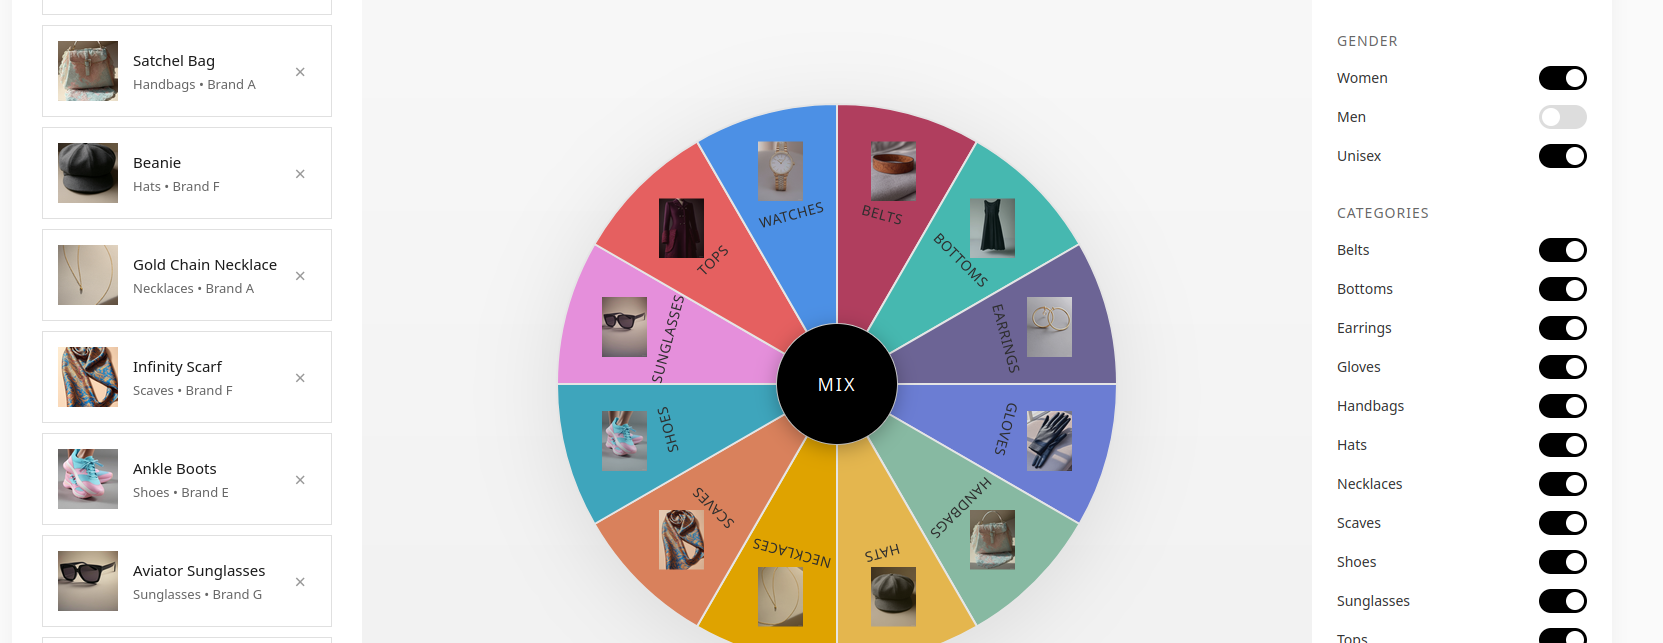 Satchel Bag
Handbags • Brand A
×
Beanie
Hats • Brand F
×
Gold Chain Necklace
Necklaces • Brand A
×
Infinity Scarf
Scaves • Brand F
×
Ankle Boots
Shoes • Brand E
×
Aviator Sunglasses
Sunglasses • Brand G
×
WATCHES
BELTS
BOTTOMS
EARRINGS
GLOVES
HANDBAGS
HATS
NECKLACES
SCAVES
SHOES
SUNGLASSES
TOPS
MIX
GENDER
Women
Men
Unisex
CATEGORIES
Belts
Bottoms
Earrings
Gloves
Handbags
Hats
Necklaces
Scaves
Shoes
Sunglasses
Tops